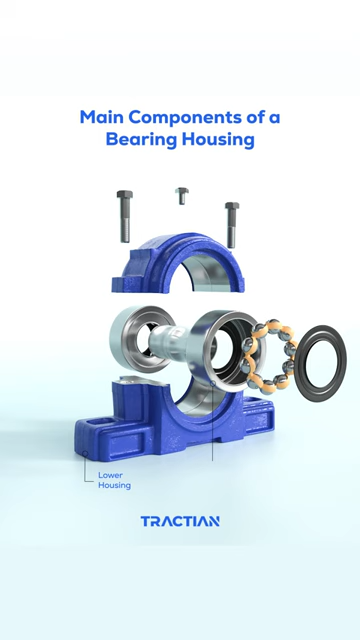 Main Components of a
Bearing Housing
Lower
Housing
TRACTIAN